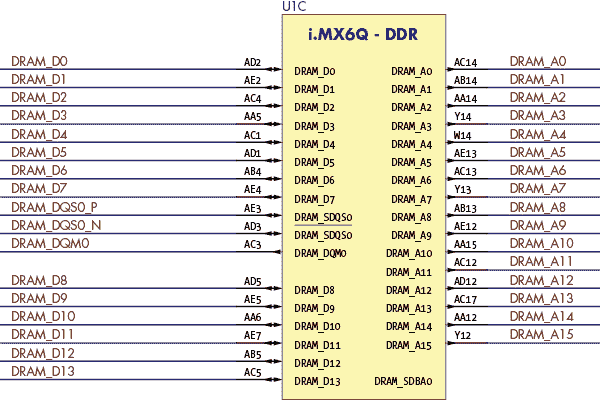 U1C
i.MX6Q - DDR
DRAM_D0 AD2 DRAM_D0 DRAM_A0 AC14 DRAM_A0
DRAM_D1 AE2 DRAM_D1 DRAM_A1 AB14 DRAM_A1
DRAM_D2 AC4 DRAM_D2 DRAM_A2 AA14 DRAM_A2
DRAM_D3 AA5 DRAM_D3 DRAM_A3 Y14 DRAM_A3
DRAM_D4 AC1 DRAM_D4 DRAM_A4 W14 DRAM_A4
DRAM_D5 AD1 DRAM_D5 DRAM_A5 AE13 DRAM_A5
DRAM_D6 AB4 DRAM_D6 DRAM_A6 AC13 DRAM_A6
DRAM_D7 AE4 DRAM_D7 DRAM_A7 Y13 DRAM_A7
DRAM_DQS0_P AE3 DRAM_SDQS0 DRAM_A8 AB13 DRAM_A8
DRAM_DQS0_N AD3 DRAM_SDQS0 DRAM_A9 AE12 DRAM_A9
DRAM_DQM0 AC3 DRAM_DQM0 DRAM_A10 AA15 DRAM_A10
DRAM_A11 AC12 DRAM_A11
DRAM_D8 AD5 DRAM_D8 DRAM_A12 AD12 DRAM_A12
DRAM_D9 AE5 DRAM_D9 DRAM_A13 AC17 DRAM_A13
DRAM_D10 AA6 DRAM_D10 DRAM_A14 AA12 DRAM_A14
DRAM_D11 AE7 DRAM_D11 DRAM_A15 Y12 DRAM_A15
DRAM_D12 AB5 DRAM_D12
DRAM_D13 AC5 DRAM_D13 DRAM_SDBA0